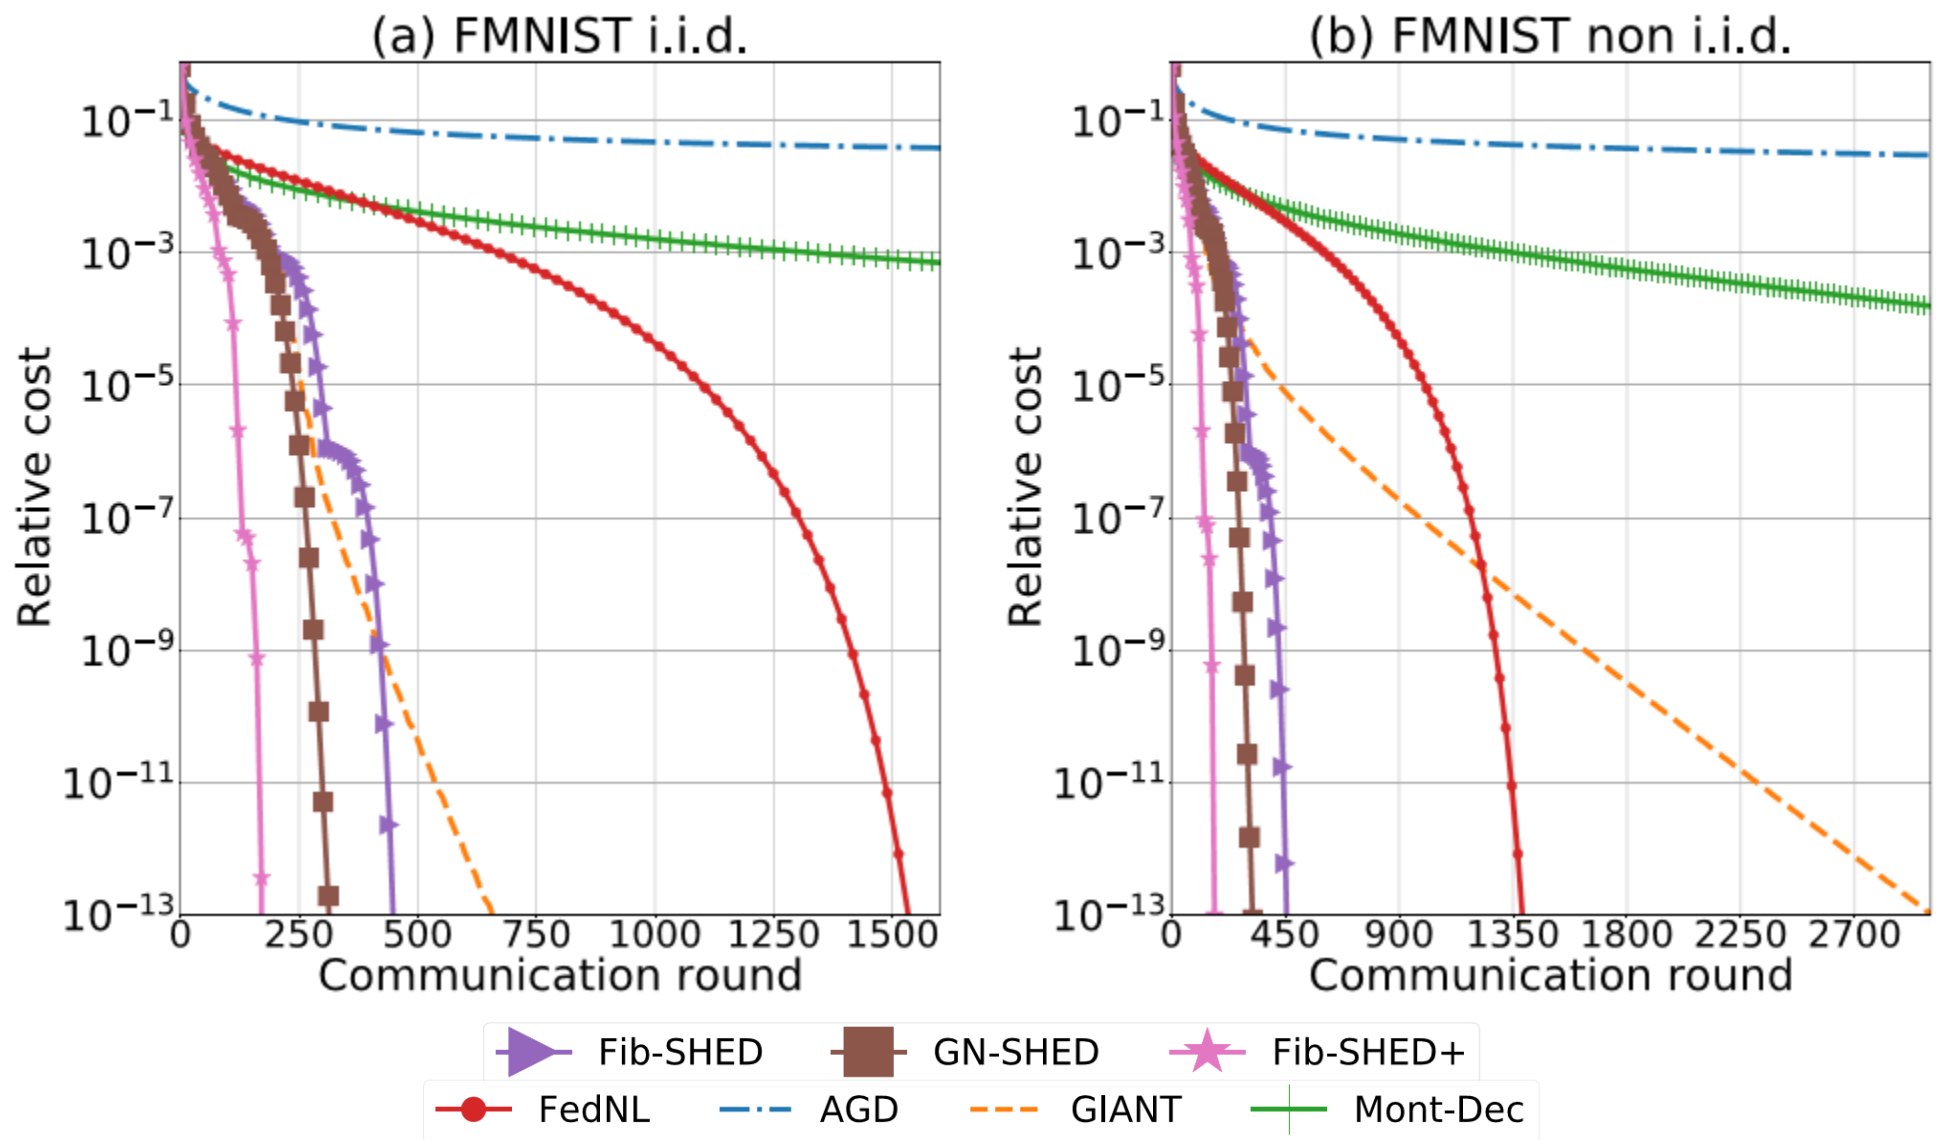 (a) FMNIST i.i.d.
Relative cost
10−1
10−3
10−5
10−7
10−9
10−11
10−13
0 250 500 750 1000 1250 1500
Communication round
(b) FMNIST non i.i.d.
Relative cost
10−1
10−3
10−5
10−7
10−9
10−11
10−13
0 450 900 1350 1800 2250 2700
Communication round
Fib-SHED GN-SHED Fib-SHED+
FedNL AGD GIANT Mont-Dec